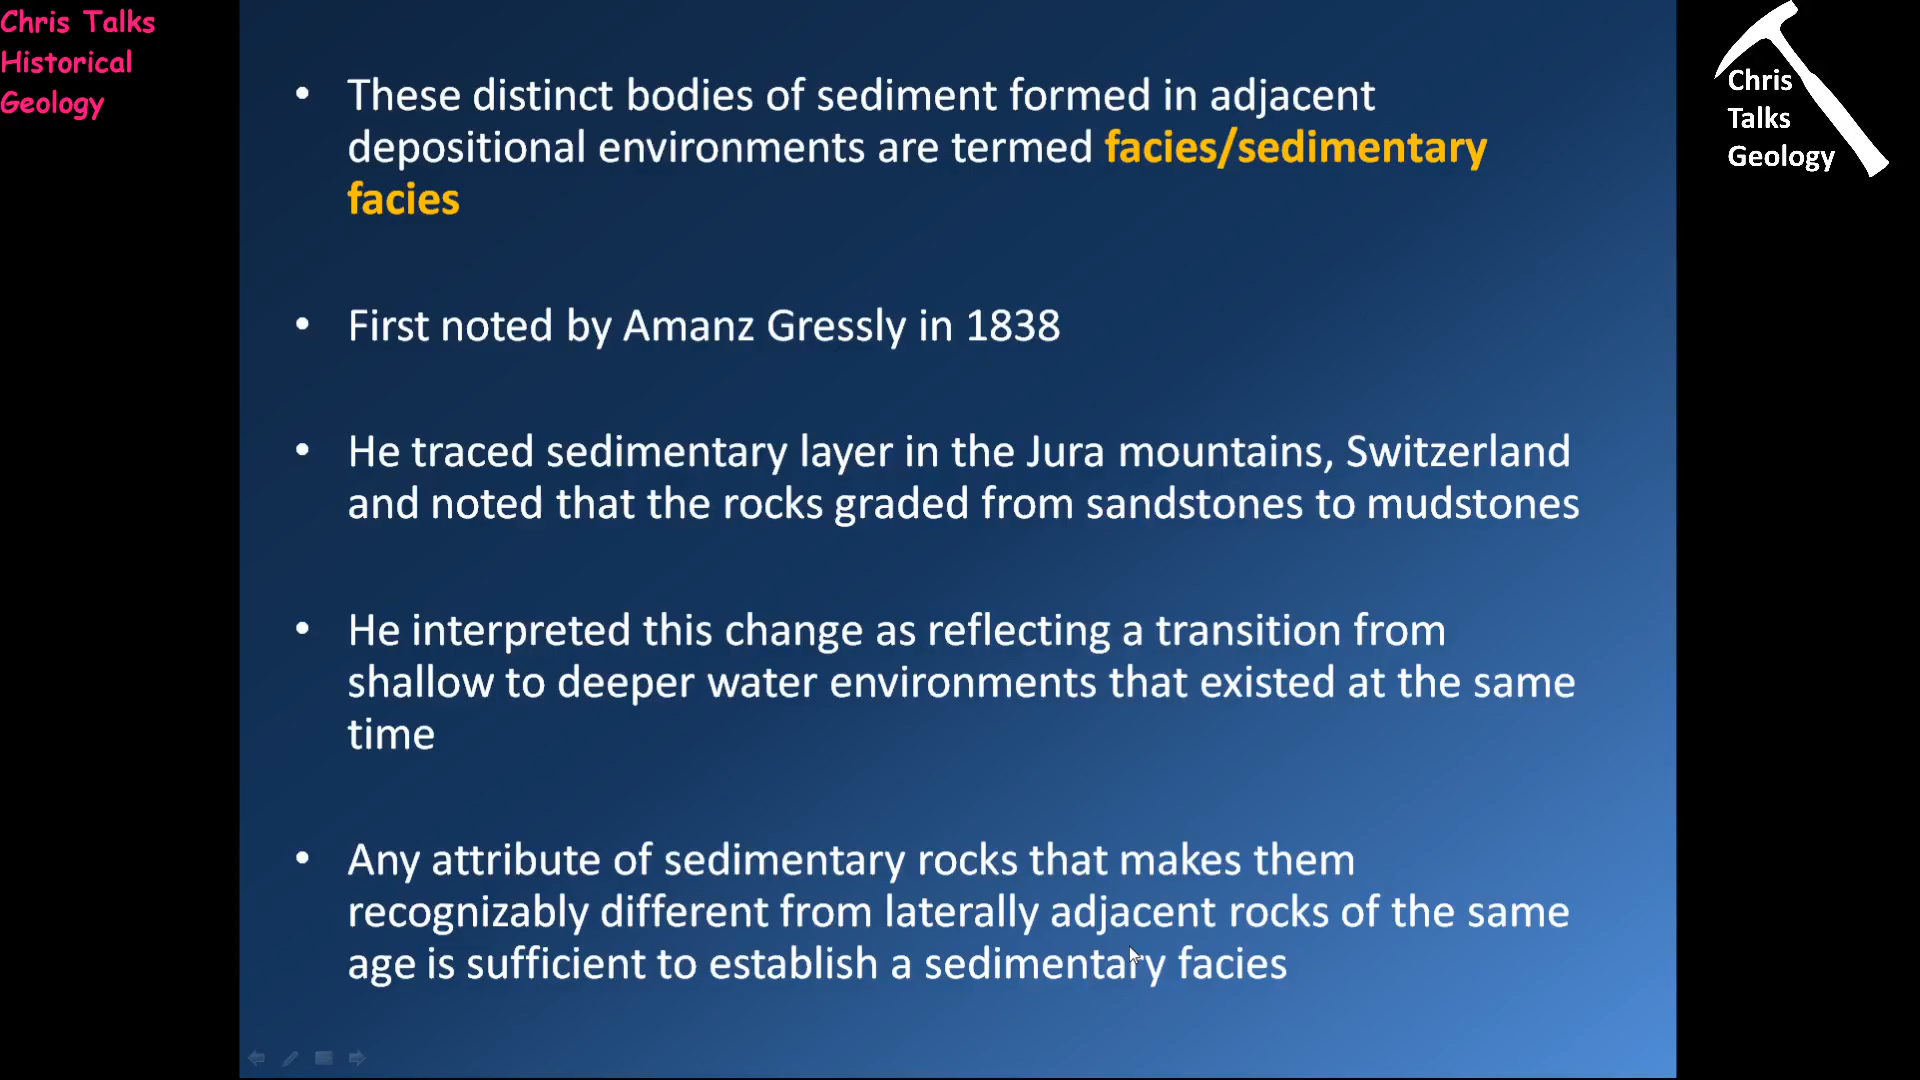 Chris Talks
Historical
Geology
Chris
Talks
Geology
• These distinct bodies of sediment formed in adjacent
depositional environments are termed facies/sedimentary
facies
• First noted by Amanz Gressly in 1838
• He traced sedimentary layer in the Jura mountains, Switzerland
and noted that the rocks graded from sandstones to mudstones
• He interpreted this change as reflecting a transition from
shallow to deeper water environments that existed at the same
time
• Any attribute of sedimentary rocks that makes them
recognizably different from laterally adjacent rocks of the same
age is sufficient to establish a sedimentary facies